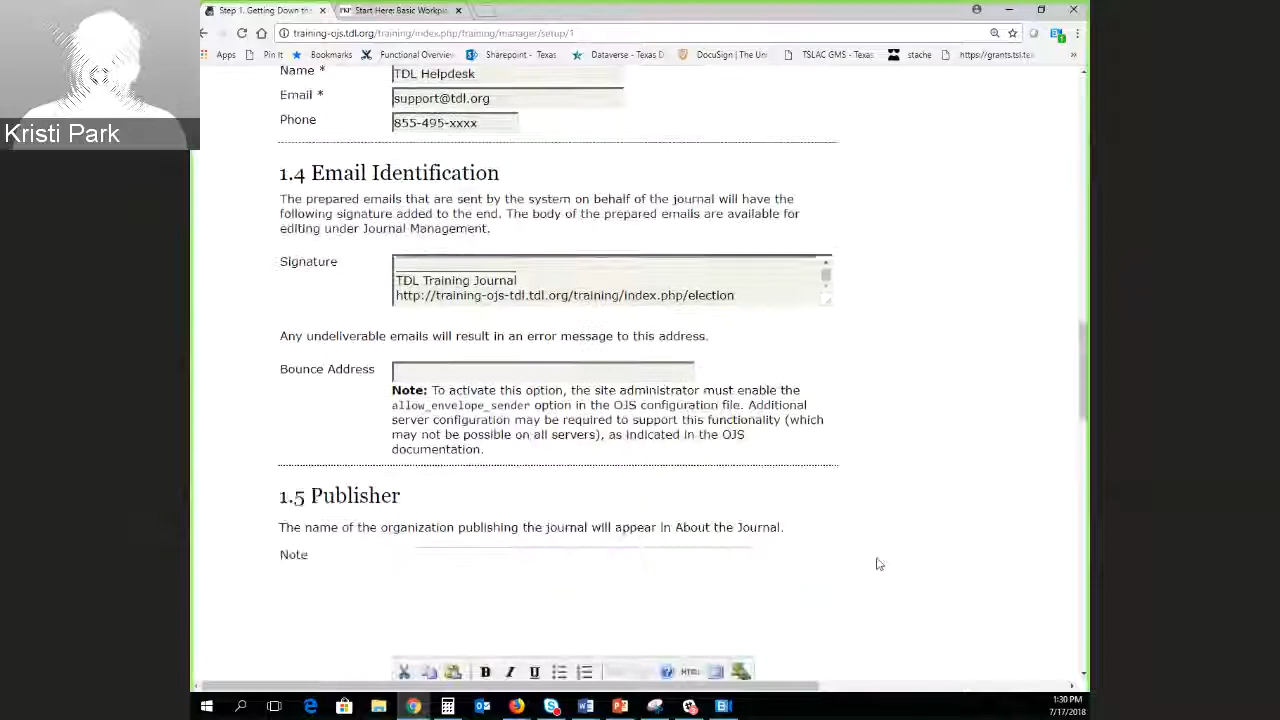 Kristi Park
Step 1. Getting Down to
Start Here: Basic Workpla
training-ojs.tdl.org/training/index.php/training/manager/setup/1
Apps
Pin It
Bookmarks
Functional Overview
Sharepoint - Texas
Dataverse - Texas D
DocuSign | The Uni
TSLAC GMS - Texas
stache
https://grants.tsl.te
Name *
TDL Helpdesk
Email *
support@tdl.org
Phone
855-495-xxxx
1.4 Email Identification
The prepared emails that are sent by the system on behalf of the journal will have the
following signature added to the end. The body of the prepared emails are available for
editing under Journal Management.
Signature
TDL Training Journal
http://training-ojs-tdl.tdl.org/training/index.php/election
Any undeliverable emails will result in an error message to this address.
Bounce Address
Note: To activate this option, the site administrator must enable the
allow_envelope_sender option in the OJS configuration file. Additional
server configuration may be required to support this functionality (which
may not be possible on all servers), as indicated in the OJS
documentation.
1.5 Publisher
The name of the organization publishing the journal will appear in About the Journal.
Note
B I U
HTML
1:30 PM
7/17/2018